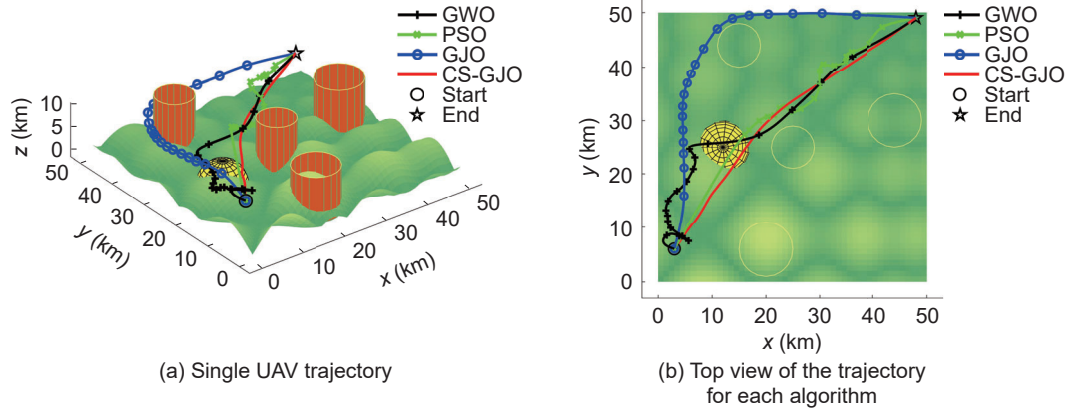 GWO
PSO
GJO
CS-GJO
Start
End
z (km)
10
5
0
50
40
30
20
10
0
y (km)
0
10
20
30
40
50
x (km)
(a) Single UAV trajectory
50
40
30
20
10
0
y (km)
0
10
20
30
40
50
x (km)
GWO
PSO
GJO
CS-GJO
Start
End
(b) Top view of the trajectory
for each algorithm